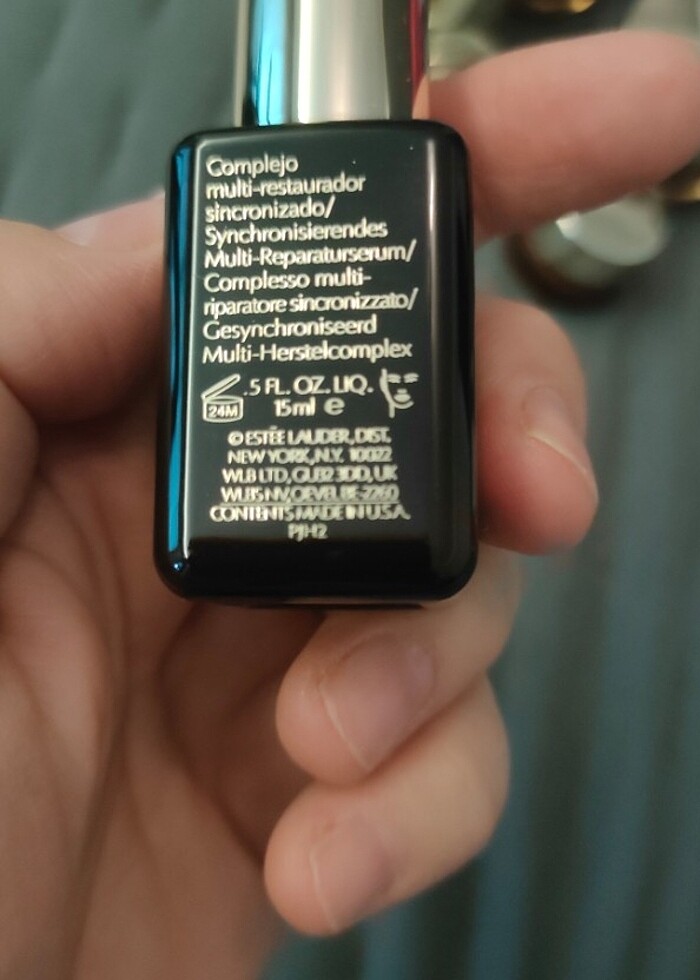 Complejo
multi-restaurador
sincronizado/
Synchronisierendes
Multi-Reparaturserum/
Complesso multi-
riparatore sincronizzato/
Gesynchroniseerd
Multi-Herstelcomplex
24M
.5 FL. OZ. LIQ.
15ml e
© ESTĒE LAUDER, DIST.
NEW YORK, N.Y. 10022
WLB LTD, GU12 3DD, UK
WLBS NV, OEVEL BE-2260
CONTENTS MADE IN U.S.A.
PJH2